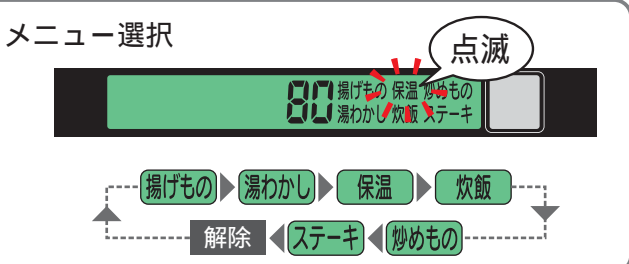 メニュー選択
点滅
80 揚げもの 保温 炒めもの
湯わかし 炊飯 ステーキ
揚げもの 湯わかし 保温 炊飯
解除 ステーキ 炒めもの